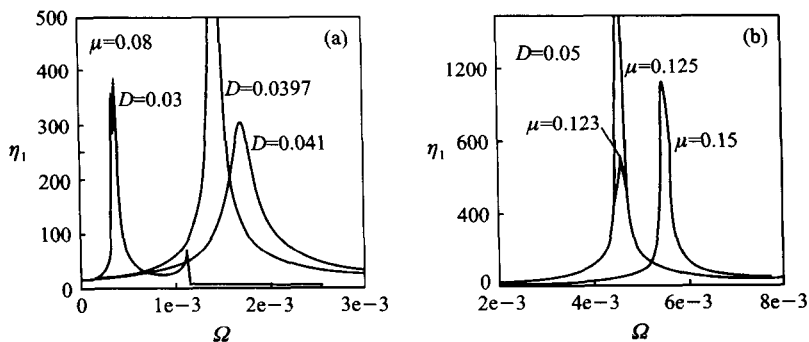 500
μ=0.08
(a)
400
D=0.03
D=0.0397
300
D=0.041
η₁
200
100
0
0
1e-3
2e-3
3e-3
Ω
(b)
D=0.05
1200
μ=0.125
μ=0.123
600
η₁
μ=0.15
400
0
2e-3
4e-3
6e-3
8e-3
Ω